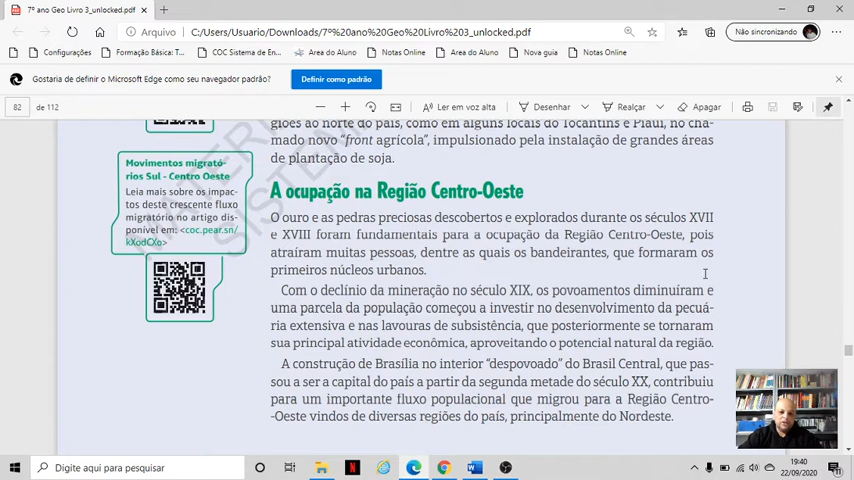 7º ano Geo Livro 3_unlocked.pdf
Arquivo
C:/Users/Usuario/Downloads/7º%20ano%20Geo%20Livro%203_unlocked.pdf
Não sincronizando
Configurações
Formação Básica: T...
COC Sistema de En...
Area do Aluno
Notas Online
Area do Aluno
Nova guia
Notas Online
Gostaria de definir o Microsoft Edge como seu navegador padrão?
Definir como padrão
82 de 112
Ler em voz alta
Desenhar
Realçar
Apagar
giões ao norte do país, como em alguns locais do Tocantins e Piauí, no cha-
mado novo “front agrícola”, impulsionado pela instalação de grandes áreas
de plantação de soja.
Movimentos migrató-
rios Sul - Centro Oeste
Leia mais sobre os impac-
tos deste crescente fluxo
migratório no artigo dis-
ponível em: <coc.pear.sn/
kXodCXo>
A ocupação na Região Centro-Oeste
O ouro e as pedras preciosas descobertos e explorados durante os séculos XVII
e XVIII foram fundamentais para a ocupação da Região Centro-Oeste, pois
atraíram muitas pessoas, dentre as quais os bandeirantes, que formaram os
primeiros núcleos urbanos.
Com o declínio da mineração no século XIX, os povoamentos diminuíram e
uma parcela da população começou a investir no desenvolvimento da pecuá-
ria extensiva e nas lavouras de subsistência, que posteriormente se tornaram
sua principal atividade econômica, aproveitando o potencial natural da região.
A construção de Brasília no interior “despovoado” do Brasil Central, que pas-
sou a ser a capital do país a partir da segunda metade do século XX, contribuiu
para um importante fluxo populacional que migrou para a Região Centro-
-Oeste vindos de diversas regiões do país, principalmente do Nordeste.
MATERI
SISTEM
Digite aqui para pesquisar
19:40
22/09/2020